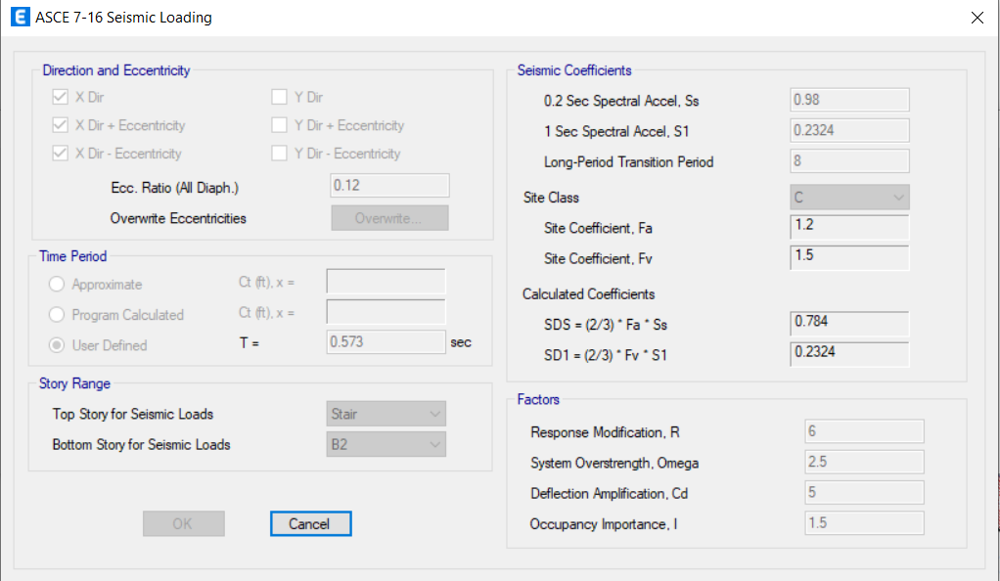 E ASCE 7-16 Seismic Loading
Direction and Eccentricity
X Dir
Y Dir
X Dir + Eccentricity
Y Dir + Eccentricity
X Dir - Eccentricity
Y Dir - Eccentricity
Ecc. Ratio (All Diaph.)
0.12
Overwrite Eccentricities
Overwrite...
Time Period
Approximate
Ct (ft), x =
Program Calculated
Ct (ft), x =
User Defined
T =
0.573
sec
Story Range
Top Story for Seismic Loads
Stair
Bottom Story for Seismic Loads
B2
OK
Cancel
Seismic Coefficients
0.2 Sec Spectral Accel, Ss
0.98
1 Sec Spectral Accel, S1
0.2324
Long-Period Transition Period
8
Site Class
C
Site Coefficient, Fa
1.2
Site Coefficient, Fv
1.5
Calculated Coefficients
SDS = (2/3) * Fa * Ss
0.784
SD1 = (2/3) * Fv * S1
0.2324
Factors
Response Modification, R
6
System Overstrength, Omega
2.5
Deflection Amplification, Cd
5
Occupancy Importance, I
1.5